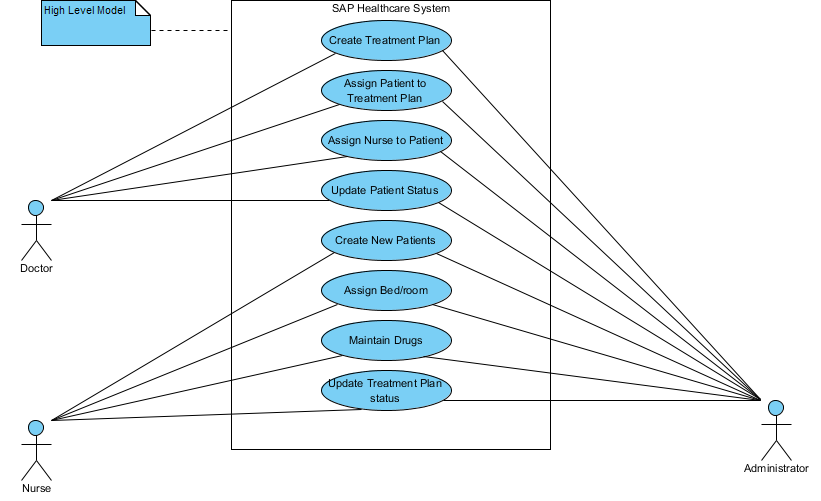 High Level Model
SAP Healthcare System
Create Treatment Plan
Assign Patient to
Treatment Plan
Assign Nurse to Patient
Update Patient Status
Doctor
Create New Patients
Assign Bed/room
Maintain Drugs
Update Treatment Plan
status
Nurse
Administrator